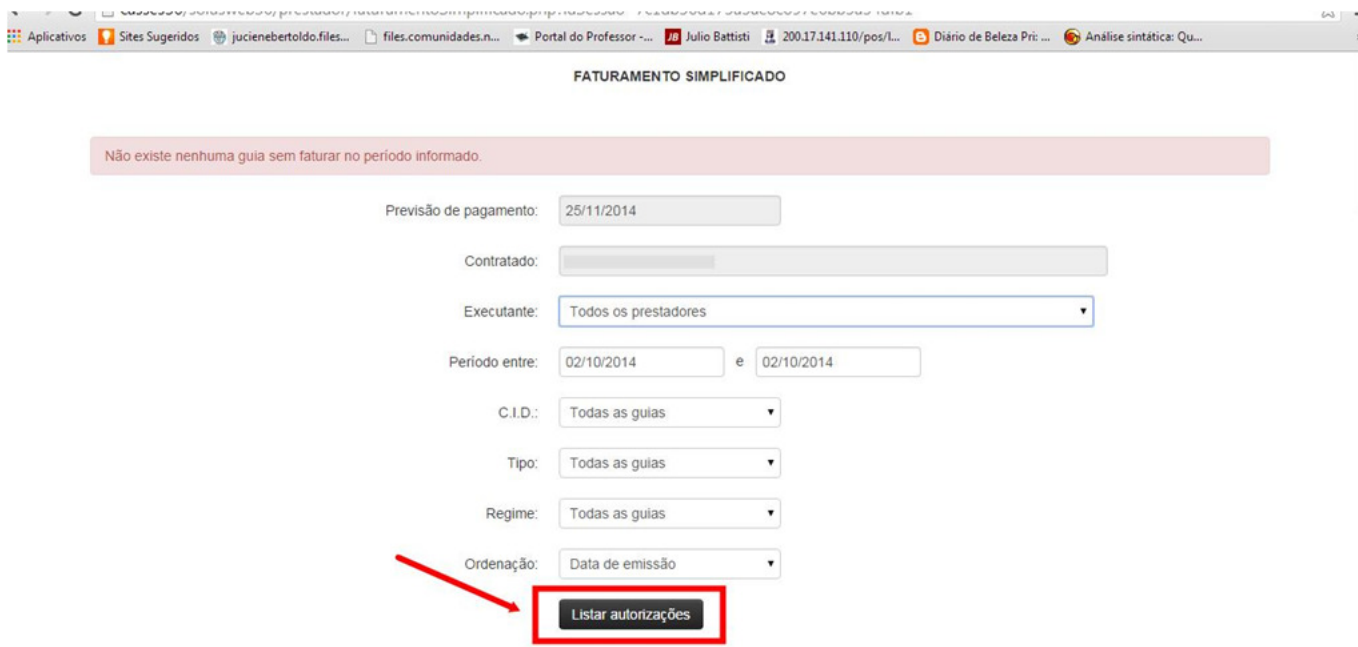 Aplicativos Sites Sugeridos jucienebertoldo.files... files.comunidades.n... Portal do Professor -... JB Julio Battisti 200.17.141.110/pos/l... Diário de Beleza Pri: ... Análise sintática: Qu...
FATURAMENTO SIMPLIFICADO
Não existe nenhuma guia sem faturar no período informado.
Previsão de pagamento: 25/11/2014
Contratado:
Executante: Todos os prestadores
Período entre: 02/10/2014 e 02/10/2014
C.I.D.: Todas as guias
Tipo: Todas as guias
Regime: Todas as guias
Ordenação: Data de emissão
Listar autorizações